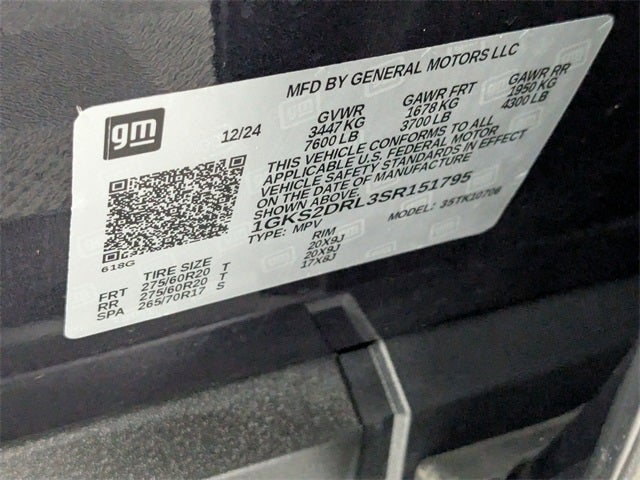 MFD BY GENERAL MOTORS LLC
gm
12/24
GVWR GAWR FRT GAWR RR
3447 KG 1678 KG 1950 KG
7600 LB 3700 LB 4300 LB
THIS VEHICLE CONFORMS TO ALL
APPLICABLE U.S. FEDERAL MOTOR
VEHICLE SAFETY STANDARDS IN EFFECT
ON THE DATE OF MANUFACTURE
SHOWN ABOVE.
1GKS2DRL3SR151795
TYPE: MPV MODEL: 35TK10706
618G
TIRE SIZE RIM
FRT 275/60R20 T 20X9J
RR 275/60R20 T 20X9J
SPA 265/70R17 S 17X8J